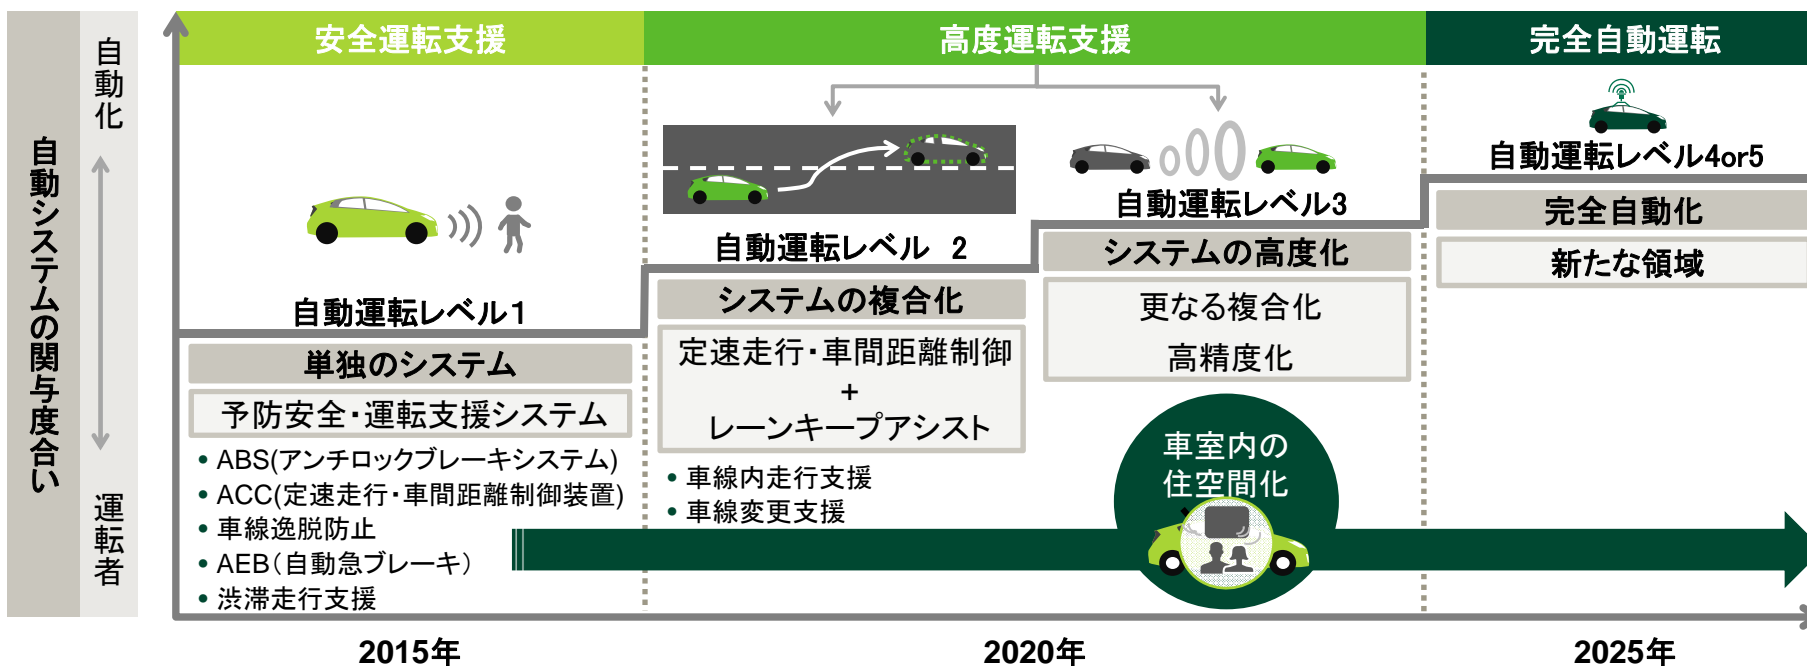 自動システムの関与度合い
自動化
運転者
安全運転支援
高度運転支援
完全自動運転
自動運転レベル1
単独のシステム
予防安全・運転支援システム
• ABS(アンチロックブレーキシステム)
• ACC(定速走行・車間距離制御装置)
• 車線逸脱防止
• AEB（自動急ブレーキ）
• 渋滞走行支援
自動運転レベル 2
システムの複合化
定速走行・車間距離制御
+
レーンキープアシスト
• 車線内走行支援
• 車線変更支援
自動運転レベル3
システムの高度化
更なる複合化
高精度化
車室内の
住空間化
自動運転レベル4or5
完全自動化
新たな領域
2015年
2020年
2025年